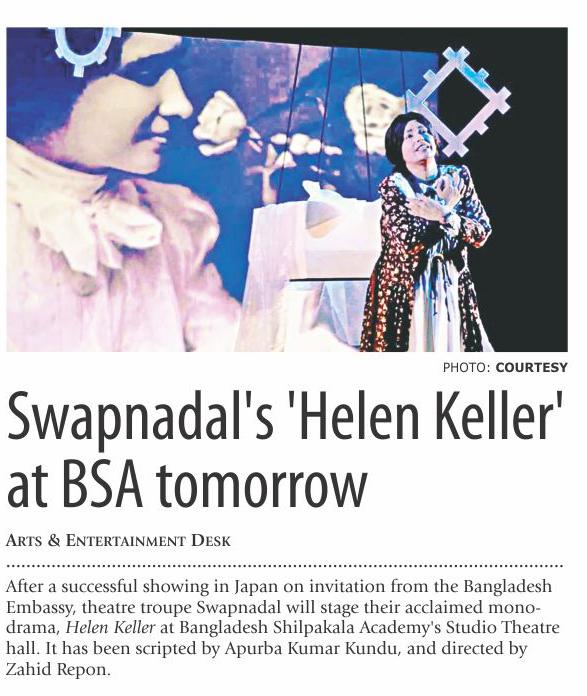 PHOTO: COURTESY
Swapnadal's 'Helen Keller'
at BSA tomorrow
ARTS & ENTERTAINMENT DESK
After a successful showing in Japan on invitation from the Bangladesh
Embassy, theatre troupe Swapnadal will stage their acclaimed mono-
drama, Helen Keller at Bangladesh Shilpakala Academy's Studio Theatre
hall. It has been scripted by Apurba Kumar Kundu, and directed by
Zahid Repon.